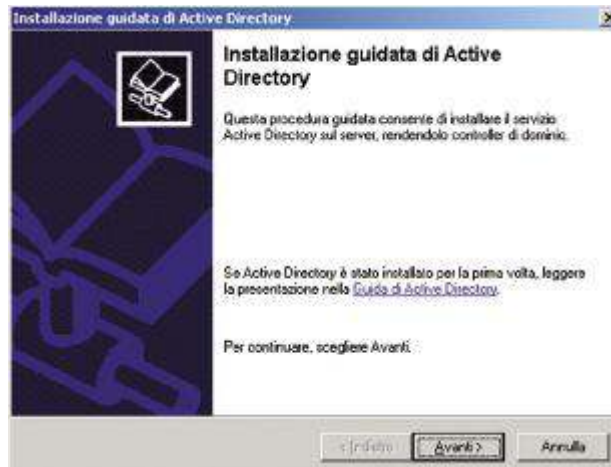 Installazione guidata di Active Directory
Installazione guidata di Active
Directory
Questa procedura guidata consente di installare il servizio
Active Directory sul server, rendendolo controller di dominio.
Se Active Directory è stato installato per la prima volta, leggere
la presentazione nella Guida di Active Directory.
Per continuare, scegliere Avanti.
< Indietro Avanti > Annulla